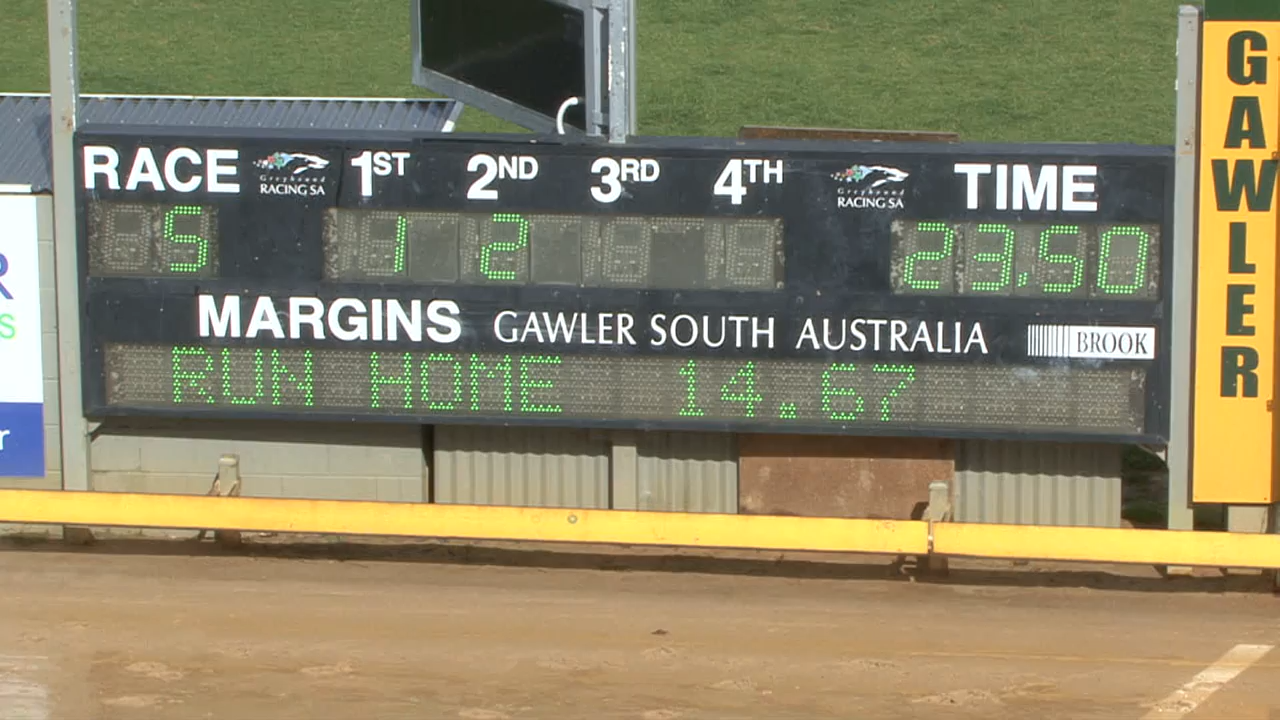 RACE Greyhound RACING SA 1ST 2ND 3RD 4TH Greyhound RACING SA TIME
5 1 2 23.50
MARGINS GAWLER SOUTH AUSTRALIA BROOK
RUN HOME 14.67
GAWLER
R
S
r